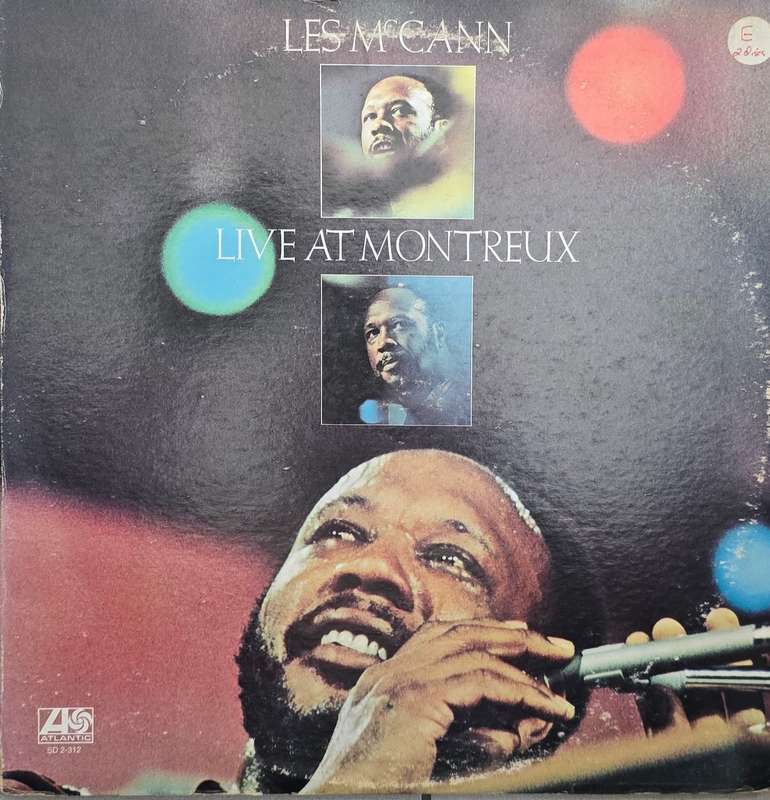 LES McCANN
E
LIVE AT MONTREUX
ATLANTIC
SD 2-312